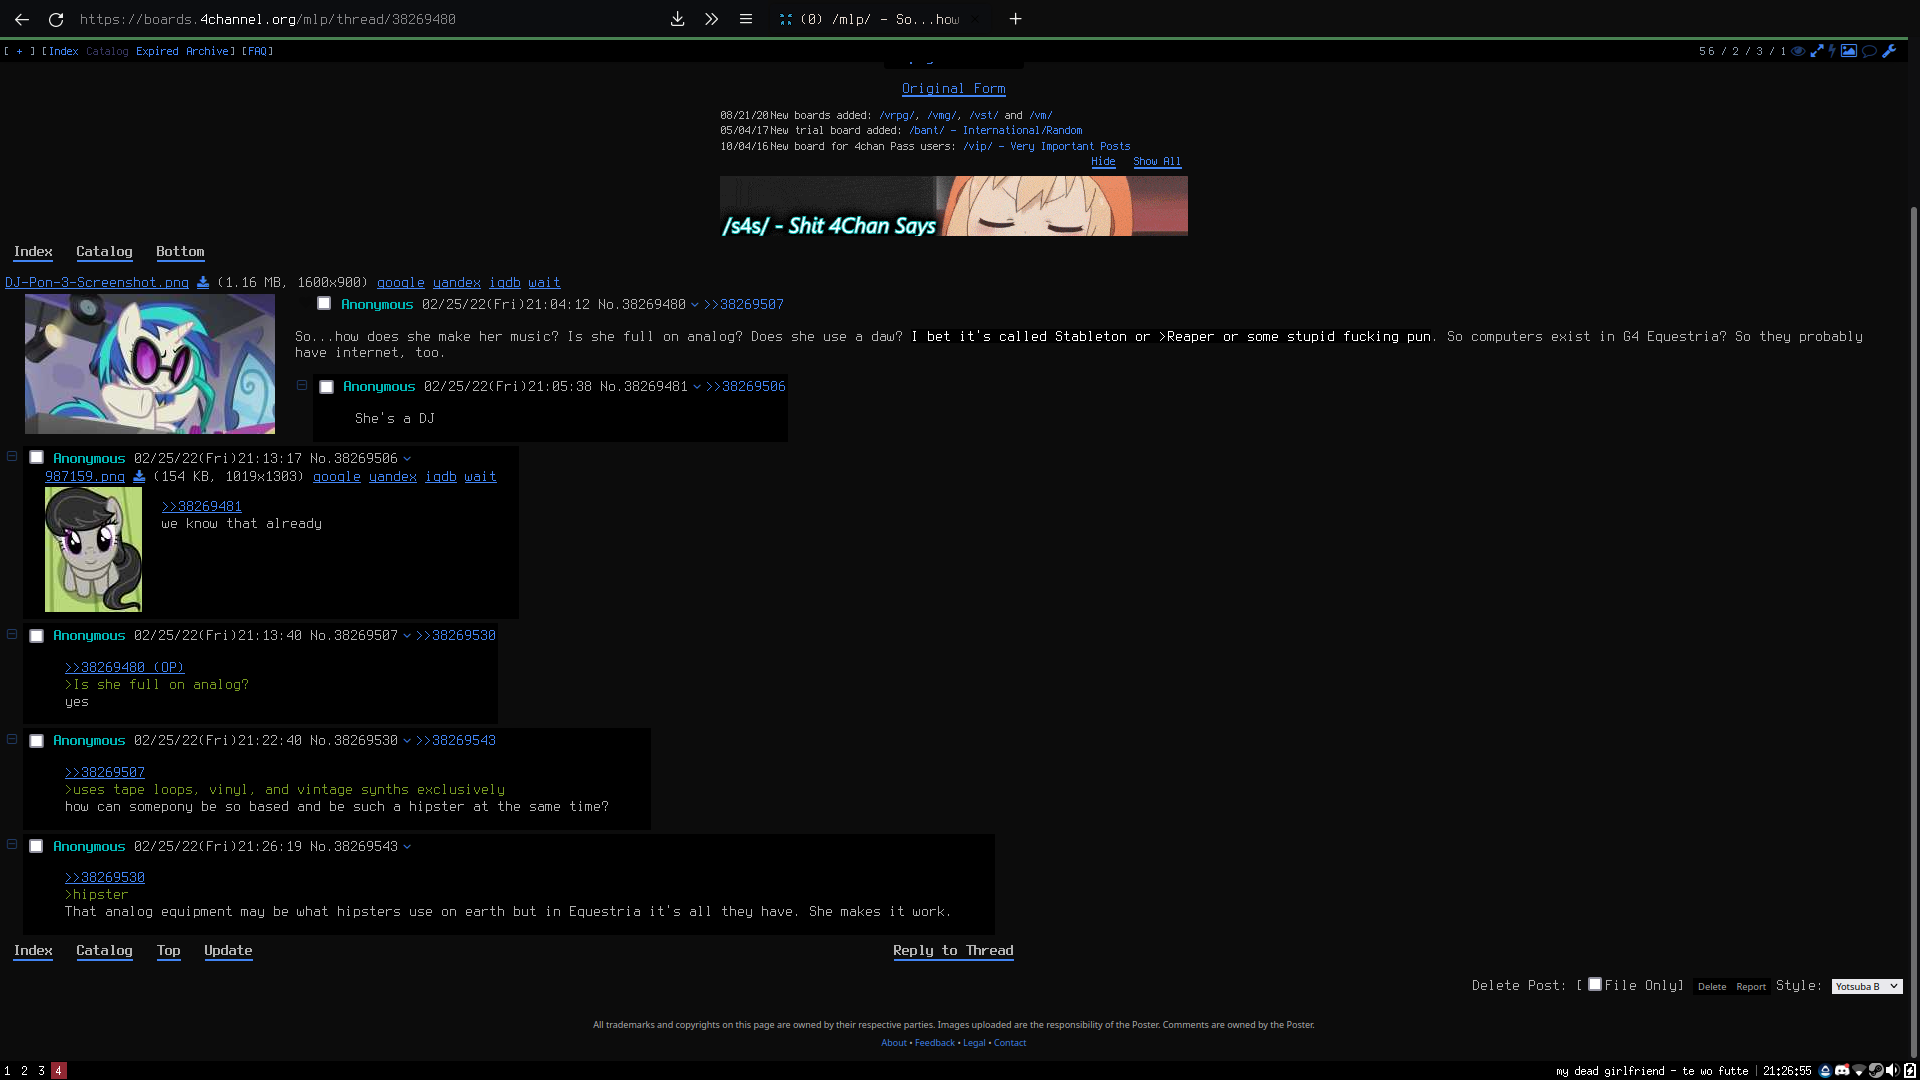 https://boards.4channel.org/mlp/thread/38269480
(0) /mlp/ - So...how
[ + ] [Index Catalog Expired Archive] [FAQ]
56 / 2 / 3 / 1
Original Form
08/21/20 New boards added: /vrpg/, /vmg/, /vst/ and /vm/
05/04/17 New trial board added: /bant/ - International/Random
10/04/16 New board for 4chan Pass users: /vip/ - Very Important Posts
Hide Show All
/s4s/ - Shit 4Chan Says
Index Catalog Bottom
DJ-Pon-3-Screenshot.png (1.16 MB, 1600x900) google yandex iqdb wait
Anonymous 02/25/22(Fri)21:04:12 No.38269480 >>38269507
So...how does she make her music? Is she full on analog? Does she use a daw? I bet it's called Stableton or >Reaper or some stupid fucking pun. So computers exist in G4 Equestria? So they probably
have internet, too.
Anonymous 02/25/22(Fri)21:05:38 No.38269481 >>38269506
She's a DJ
Anonymous 02/25/22(Fri)21:13:17 No.38269506
987159.png (154 KB, 1019x1303) google yandex iqdb wait
>>38269481
we know that already
Anonymous 02/25/22(Fri)21:13:40 No.38269507 >>38269530
>>38269480 (OP)
>Is she full on analog?
yes
Anonymous 02/25/22(Fri)21:22:40 No.38269530 >>38269543
>>38269507
>uses tape loops, vinyl, and vintage synths exclusively
how can somepony be so based and be such a hipster at the same time?
Anonymous 02/25/22(Fri)21:26:19 No.38269543
>>38269530
>hipster
That analog equipment may be what hipsters use on earth but in Equestria it's all they have. She makes it work.
Index Catalog Top Update Reply to Thread
Delete Post: [ File Only] Delete Report Style: Yotsuba B
All trademarks and copyrights on this page are owned by their respective parties. Images uploaded are the responsibility of the Poster. Comments are owned by the Poster.
About • Feedback • Legal • Contact
1 2 3 4 my dead girlfriend - te wo futte | 21:26:55